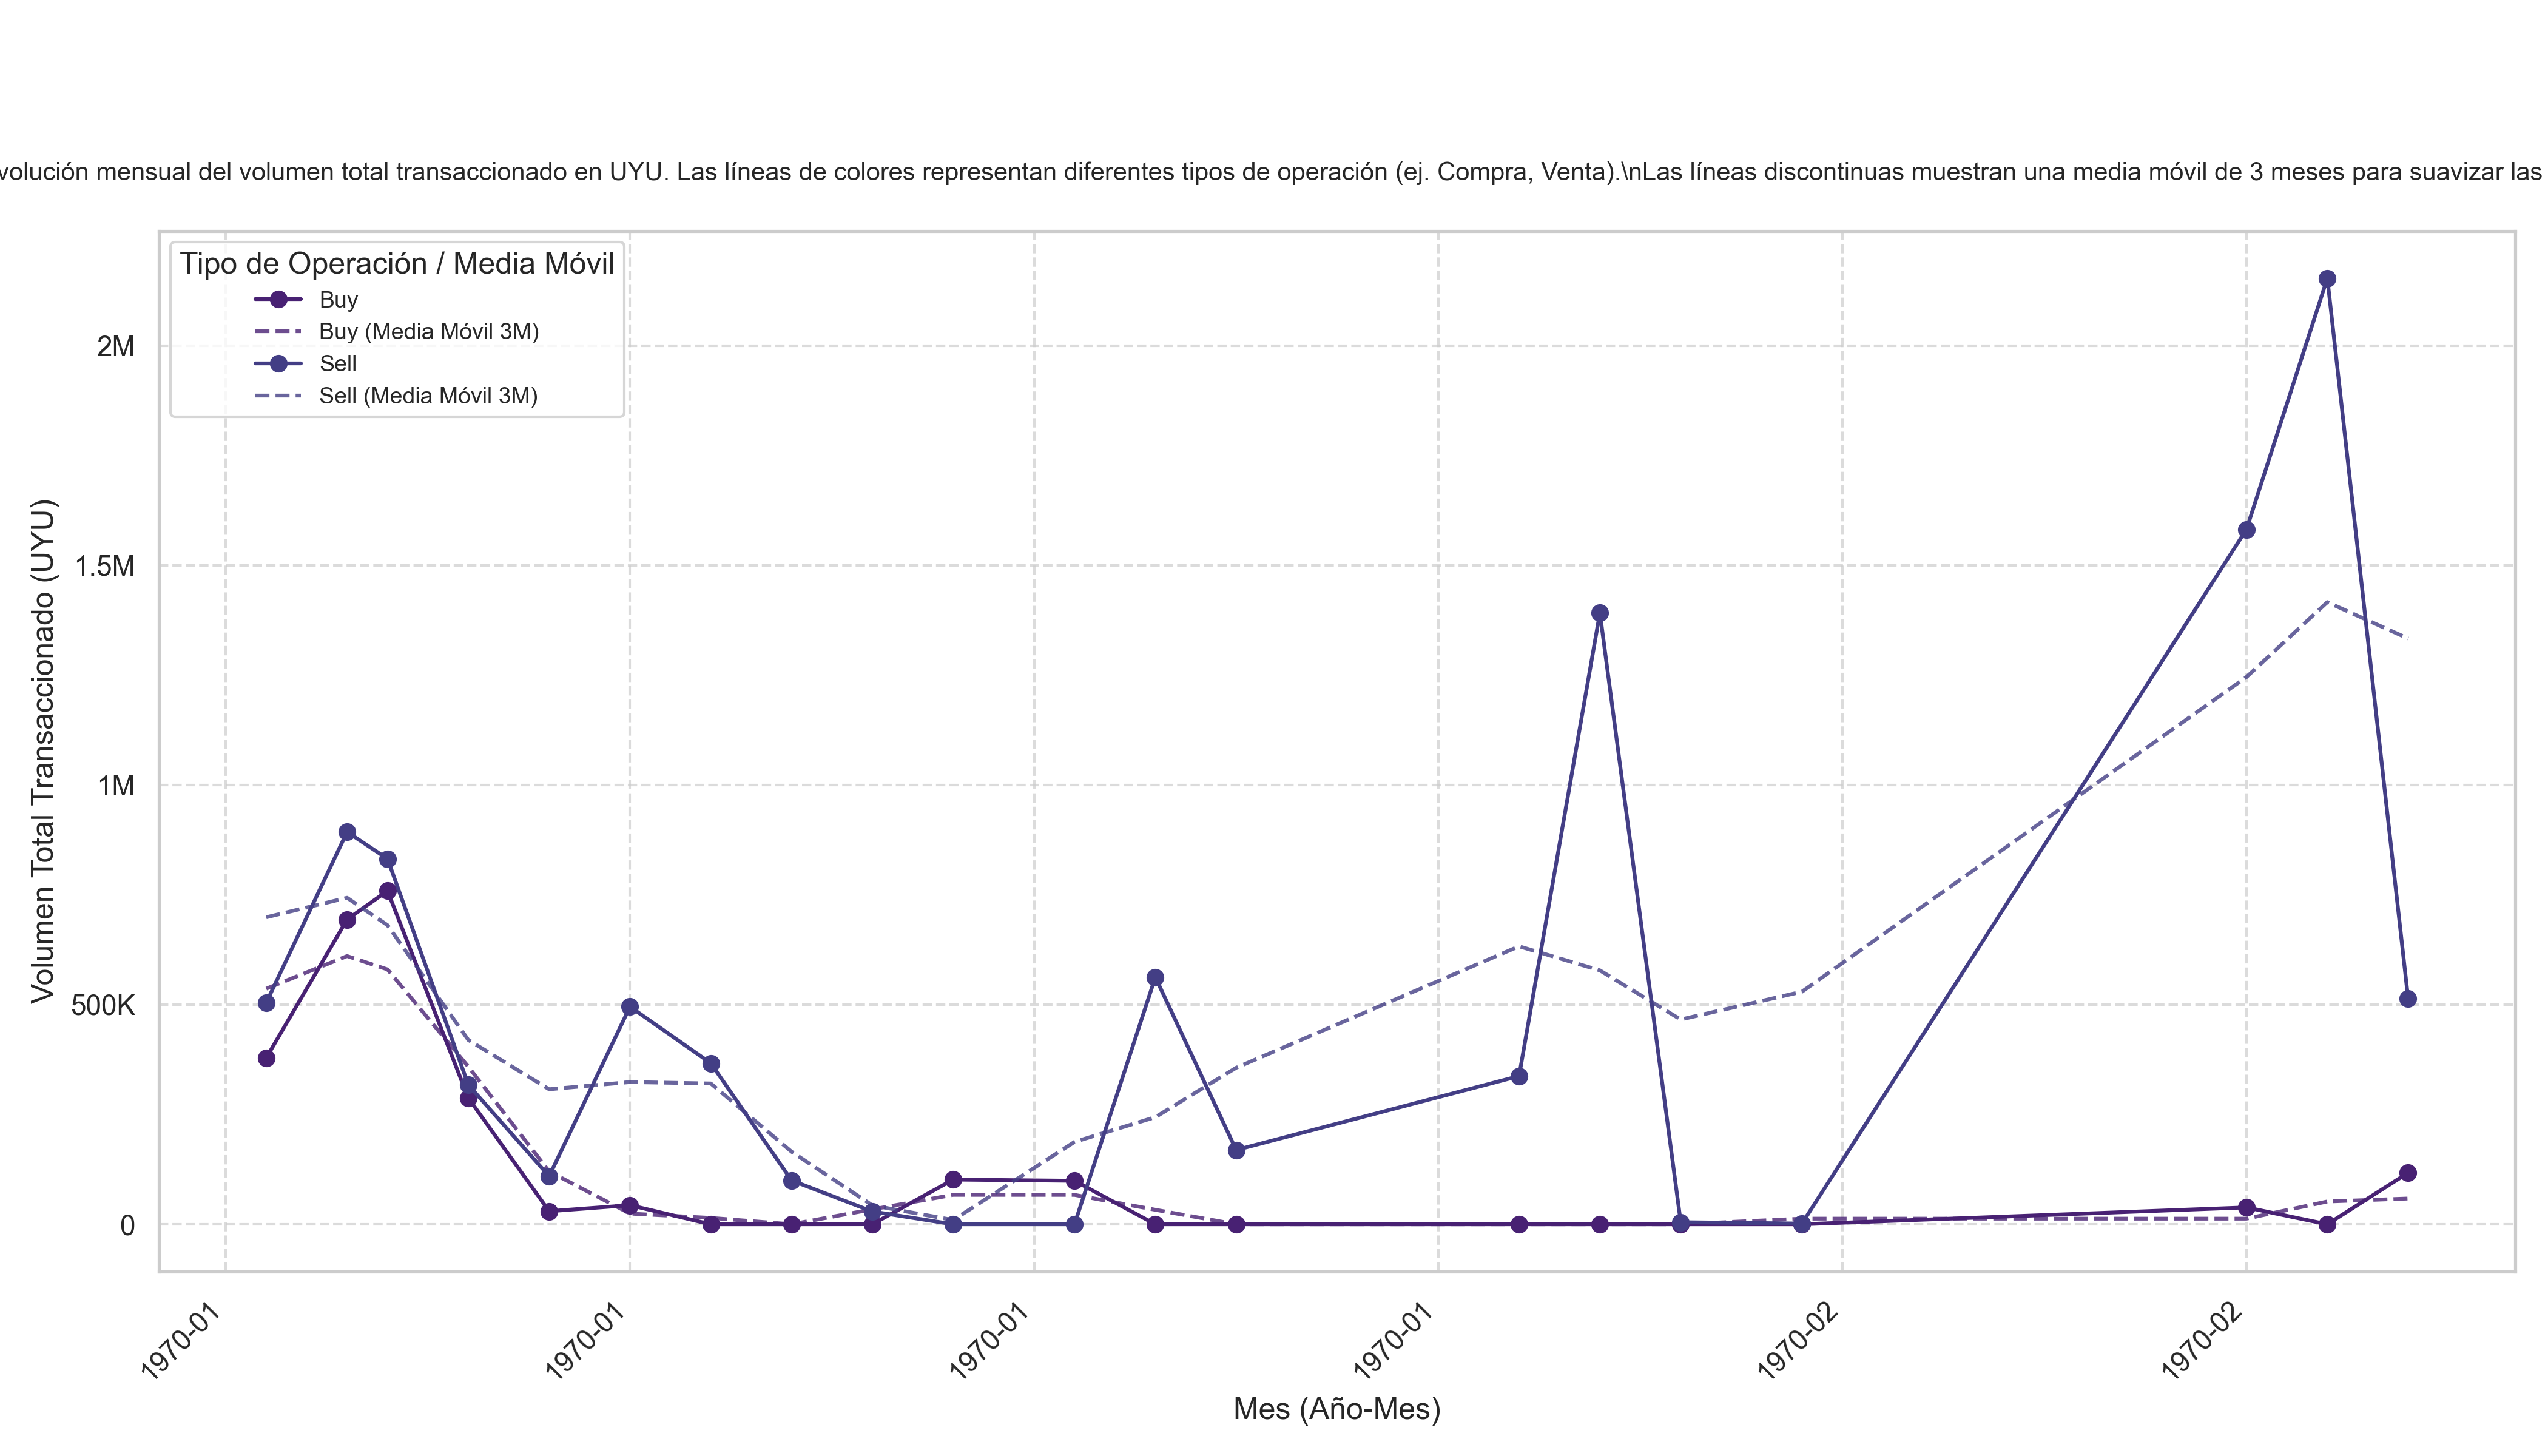 volución mensual del volumen total transaccionado en UYU. Las líneas de colores representan diferentes tipos de operación (ej. Compra, Venta).\nLas líneas discontinuas muestran una media móvil de 3 meses para suavizar las
Tipo de Operación / Media Móvil
Buy
Buy (Media Móvil 3M)
Sell
Sell (Media Móvil 3M)
Volumen Total Transaccionado (UYU)
2M
1.5M
1M
500K
0
1970-01
1970-01
1970-01
1970-01
1970-02
1970-02
Mes (Año-Mes)